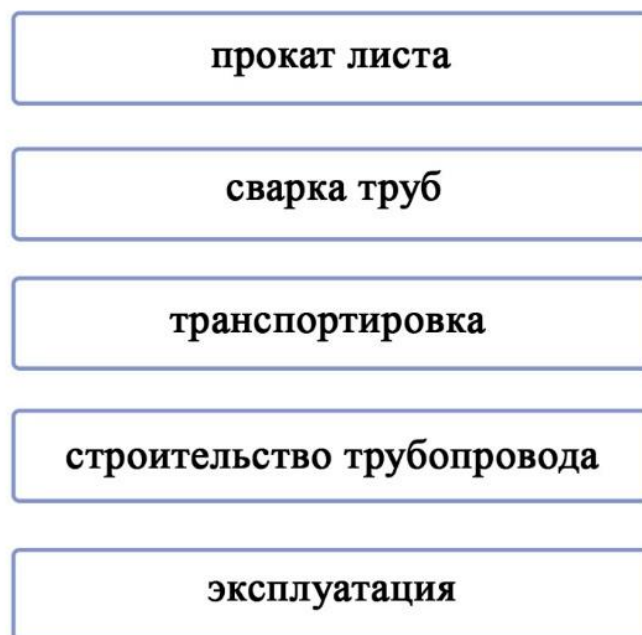 прокат листа
сварка труб
транспортировка
строительство трубопровода
эксплуатация